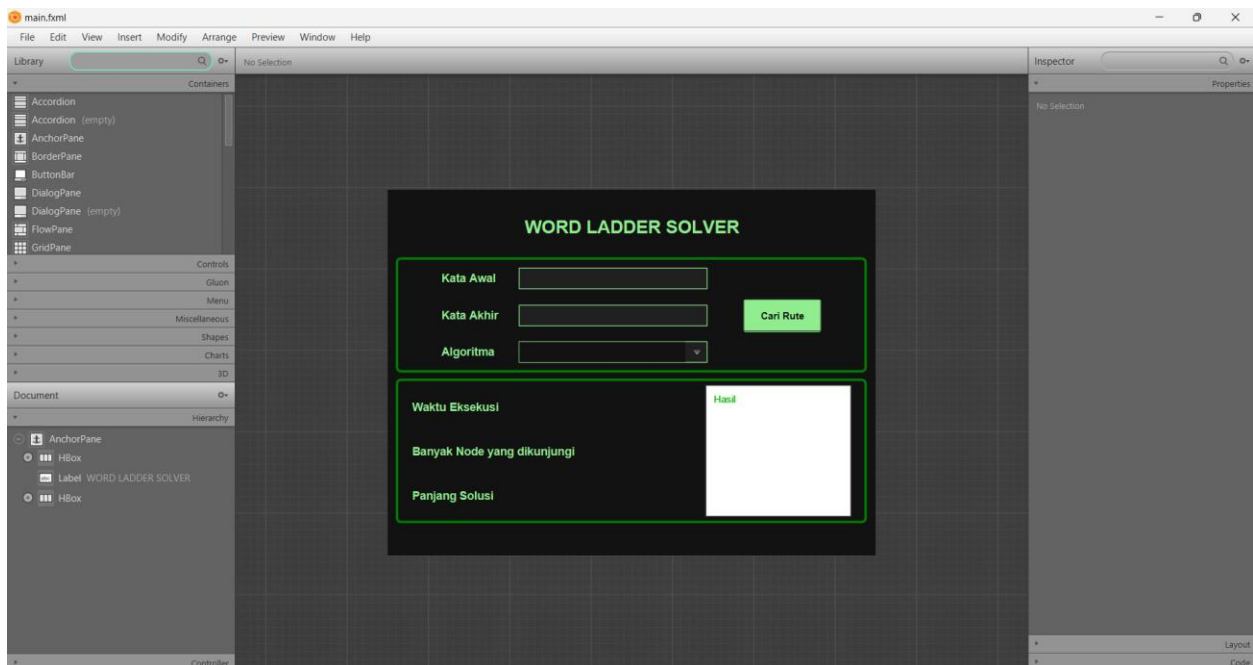 main.fxml
File Edit View Insert Modify Arrange Preview Window Help
Library
No Selection
Inspector
Containers
Properties
Accordion
Accordion (empty)
AnchorPane
BorderPane
ButtonBar
DialogPane
DialogPane (empty)
FlowPane
GridPane
No Selection
Controls
Gluon
Menu
Miscellaneous
Shapes
Charts
3D
Document
Hierarchy
AnchorPane
HBox
Label WORD LADDER SOLVER
HBox
Controller
WORD LADDER SOLVER
Kata Awal
Kata Akhir
Cari Rute
Algoritma
Waktu Eksekusi
Hasil
Banyak Node yang dikunjungi
Panjang Solusi
Layout
Code